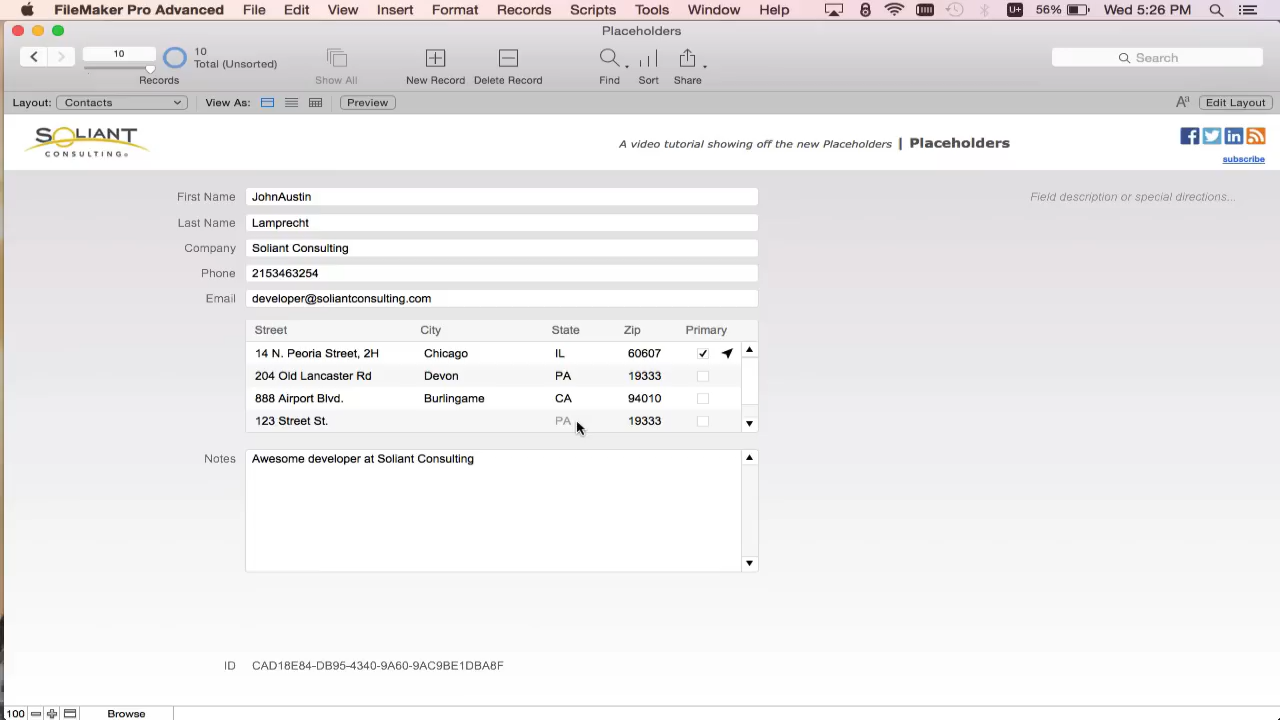 FileMaker Pro Advanced File Edit View Insert Format Records Scripts Tools Window Help U+ 56% Wed 5:26 PM
Placeholders
10 10
Total (Unsorted)
Search
Records Show All New Record Delete Record Find Sort Share
Layout: Contacts View As: Preview Aa Edit Layout
SOLIANT
CONSULTING
A video tutorial showing off the new Placeholders | Placeholders
subscribe
First Name JohnAustin Field description or special directions...
Last Name Lamprecht
Company Soliant Consulting
Phone 2153463254
Email developer@soliantconsulting.com
Street City State Zip Primary
14 N. Peoria Street, 2H Chicago IL 60607
204 Old Lancaster Rd Devon PA 19333
888 Airport Blvd. Burlingame CA 94010
123 Street St. PA 19333
Notes Awesome developer at Soliant Consulting
ID CAD18E84-DB95-4340-9A60-9AC9BE1DBA8F
100 Browse